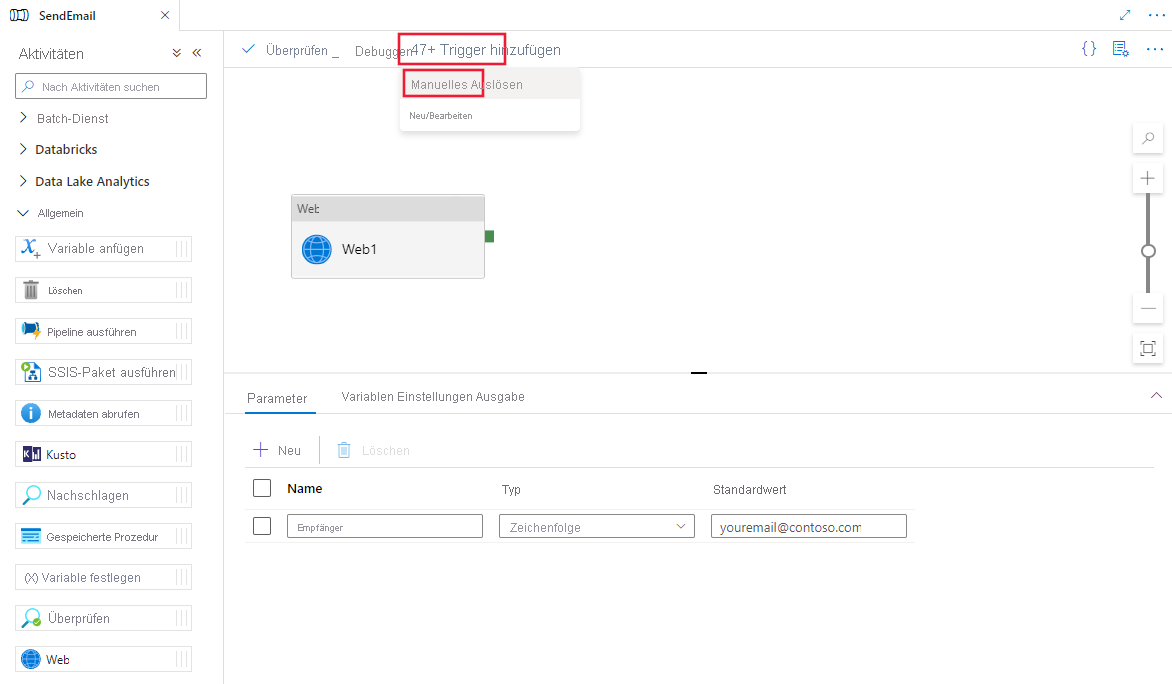 SendEmail
Aktivitäten
Überprüfen _ Debuggen 47+ Trigger hinzufügen
{}
Manuelles Auslösen
Neu/Bearbeiten
Nach Aktivitäten suchen
Batch-Dienst
Databricks
Data Lake Analytics
Allgemein
Variable anfügen
Löschen
Pipeline ausführen
SSIS-Paket ausführen
Metadaten abrufen
Kusto
Nachschlagen
Gespeicherte Prozedur
(X) Variable festlegen
Überprüfen
Web
Web
Web1
Parameter Variablen Einstellungen Ausgabe
Neu Löschen
Name Typ Standardwert
Empfänger Zeichenfolge youremail@contoso.com